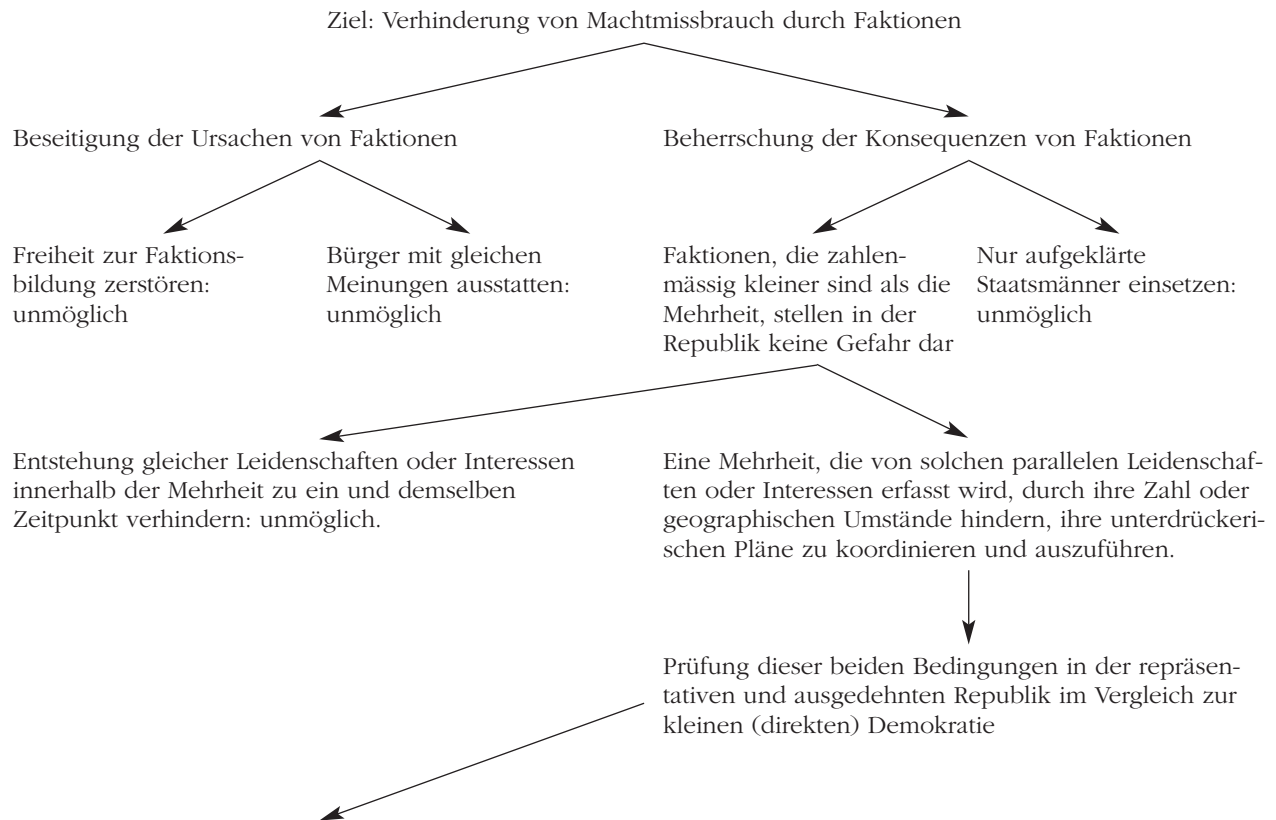 Ziel: Verhinderung von Machtmissbrauch durch Faktionen
Beseitigung der Ursachen von Faktionen
Beherrschung der Konsequenzen von Faktionen
Freiheit zur Faktions-
bildung zerstören:
unmöglich
Bürger mit gleichen
Meinungen ausstatten:
unmöglich
Faktionen, die zahlen-
mässig kleiner sind als die
Mehrheit, stellen in der
Republik keine Gefahr dar
Nur aufgeklärte
Staatsmänner einsetzen:
unmöglich
Entstehung gleicher Leidenschaften oder Interessen
innerhalb der Mehrheit zu ein und demselben
Zeitpunkt verhindern: unmöglich.
Eine Mehrheit, die von solchen parallelen Leidenschaf-
ten oder Interessen erfasst wird, durch ihre Zahl oder
geographischen Umstände hindern, ihre unterdrückeri-
schen Pläne zu koordinieren und auszuführen.
Prüfung dieser beiden Bedingungen in der repräsen-
tativen und ausgedehnten Republik im Vergleich zur
kleinen (direkten) Demokratie